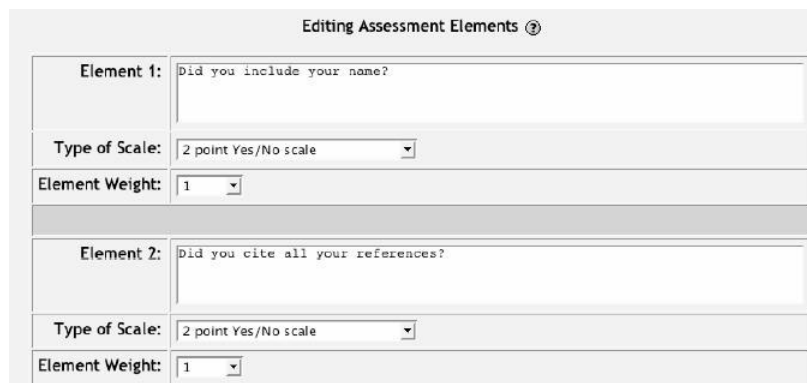 Editing Assessment Elements ?
Element 1: Did you include your name?
Type of Scale: 2 point Yes/No scale
Element Weight: 1
Element 2: Did you cite all your references?
Type of Scale: 2 point Yes/No scale
Element Weight: 1